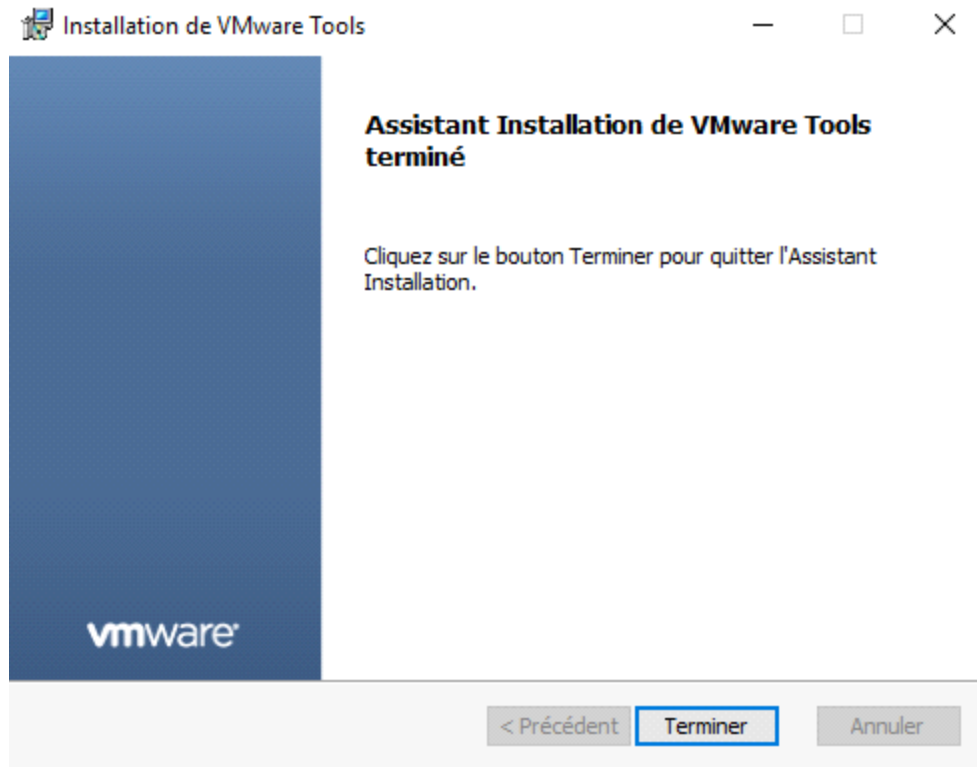 Installation de VMware Tools
Assistant Installation de VMware Tools
terminé
Cliquez sur le bouton Terminer pour quitter l'Assistant
Installation.
vmware
< Précédent Terminer Annuler